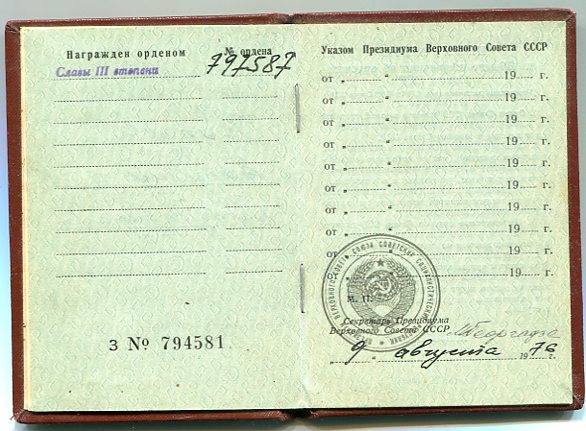 Награжден орденом № ордена
Славы III степени 797587
З № 794581
Указом Президиума Верховного Совета СССР
от „ “ 19 г.
от „ “ 19 г.
от „ “ 19 г.
от „ “ 19 г.
от „ “ 19 г.
от „ “ 19 г.
от „ “ 19 г.
от „ “ 19 г.
от „ “ 19 г.
от „ “ 19 г.
М. П.
Секретарь Президиума
Верховного Совета СССР М Георгадзе
9 августа 1976 г.